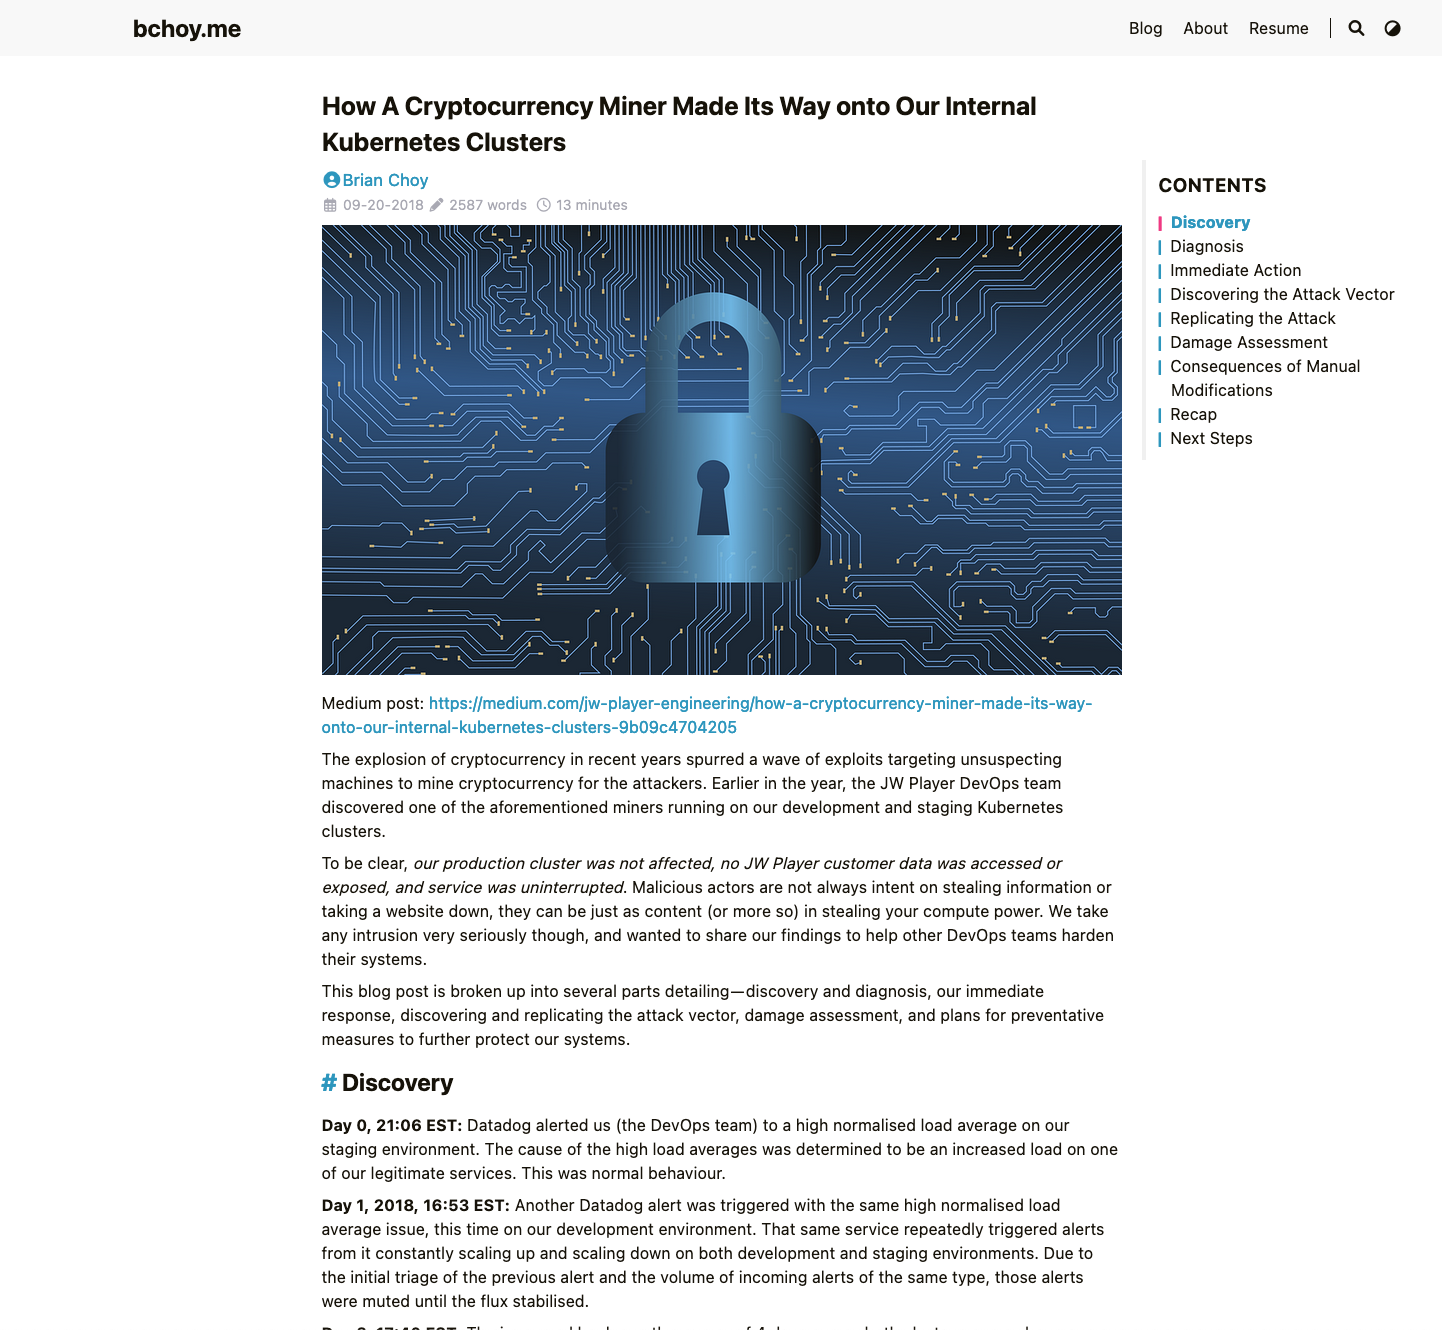 bchoy.me
Blog About Resume
How A Cryptocurrency Miner Made Its Way onto Our Internal
Kubernetes Clusters
Brian Choy
09-20-2018 2587 words 13 minutes
CONTENTS
Discovery
Diagnosis
Immediate Action
Discovering the Attack Vector
Replicating the Attack
Damage Assessment
Consequences of Manual
Modifications
Recap
Next Steps
Medium post: https://medium.com/jw-player-engineering/how-a-cryptocurrency-miner-made-its-way-
onto-our-internal-kubernetes-clusters-9b09c4704205
The explosion of cryptocurrency in recent years spurred a wave of exploits targeting unsuspecting
machines to mine cryptocurrency for the attackers. Earlier in the year, the JW Player DevOps team
discovered one of the aforementioned miners running on our development and staging Kubernetes
clusters.
To be clear, our production cluster was not affected, no JW Player customer data was accessed or
exposed, and service was uninterrupted. Malicious actors are not always intent on stealing information or
taking a website down, they can be just as content (or more so) in stealing your compute power. We take
any intrusion very seriously though, and wanted to share our findings to help other DevOps teams harden
their systems.
This blog post is broken up into several parts detailing—discovery and diagnosis, our immediate
response, discovering and replicating the attack vector, damage assessment, and plans for preventative
measures to further protect our systems.
# Discovery
Day 0, 21:06 EST: Datadog alerted us (the DevOps team) to a high normalised load average on our
staging environment. The cause of the high load averages was determined to be an increased load on one
of our legitimate services. This was normal behaviour.
Day 1, 2018, 16:53 EST: Another Datadog alert was triggered with the same high normalised load
average issue, this time on our development environment. That same service repeatedly triggered alerts
from it constantly scaling up and scaling down on both development and staging environments. Due to
the initial triage of the previous alert and the volume of incoming alerts of the same type, those alerts
were muted until the flux stabilised.